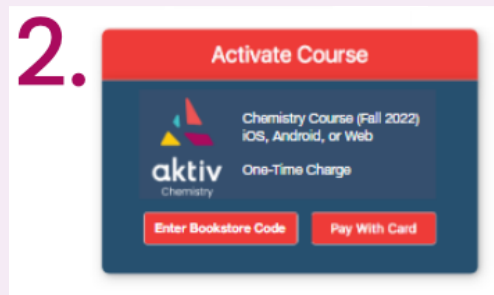 2.
Activate Course
Chemistry Course (Fall 2022)
iOS, Android, or Web
aktiv
Chemistry
One-Time Charge
Enter Bookstore Code
Pay With Card